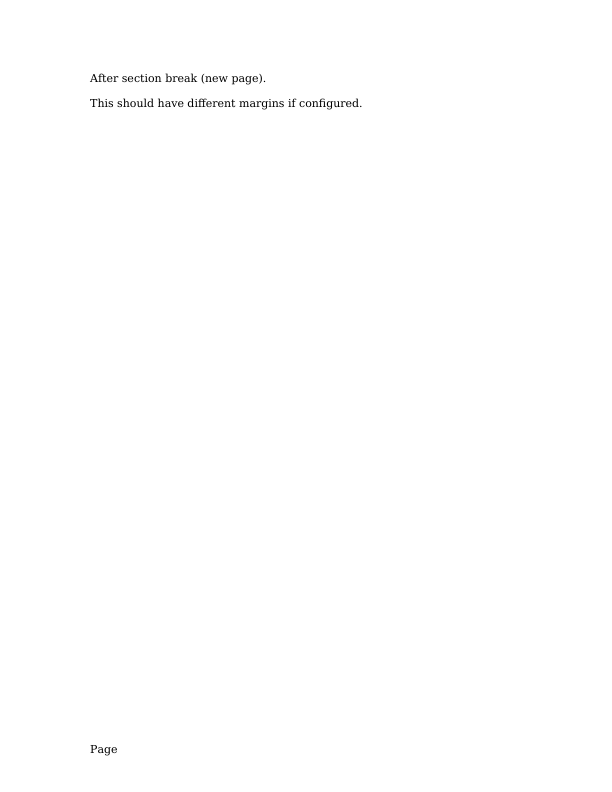 After section break (new page).
This should have different margins if configured.
Page